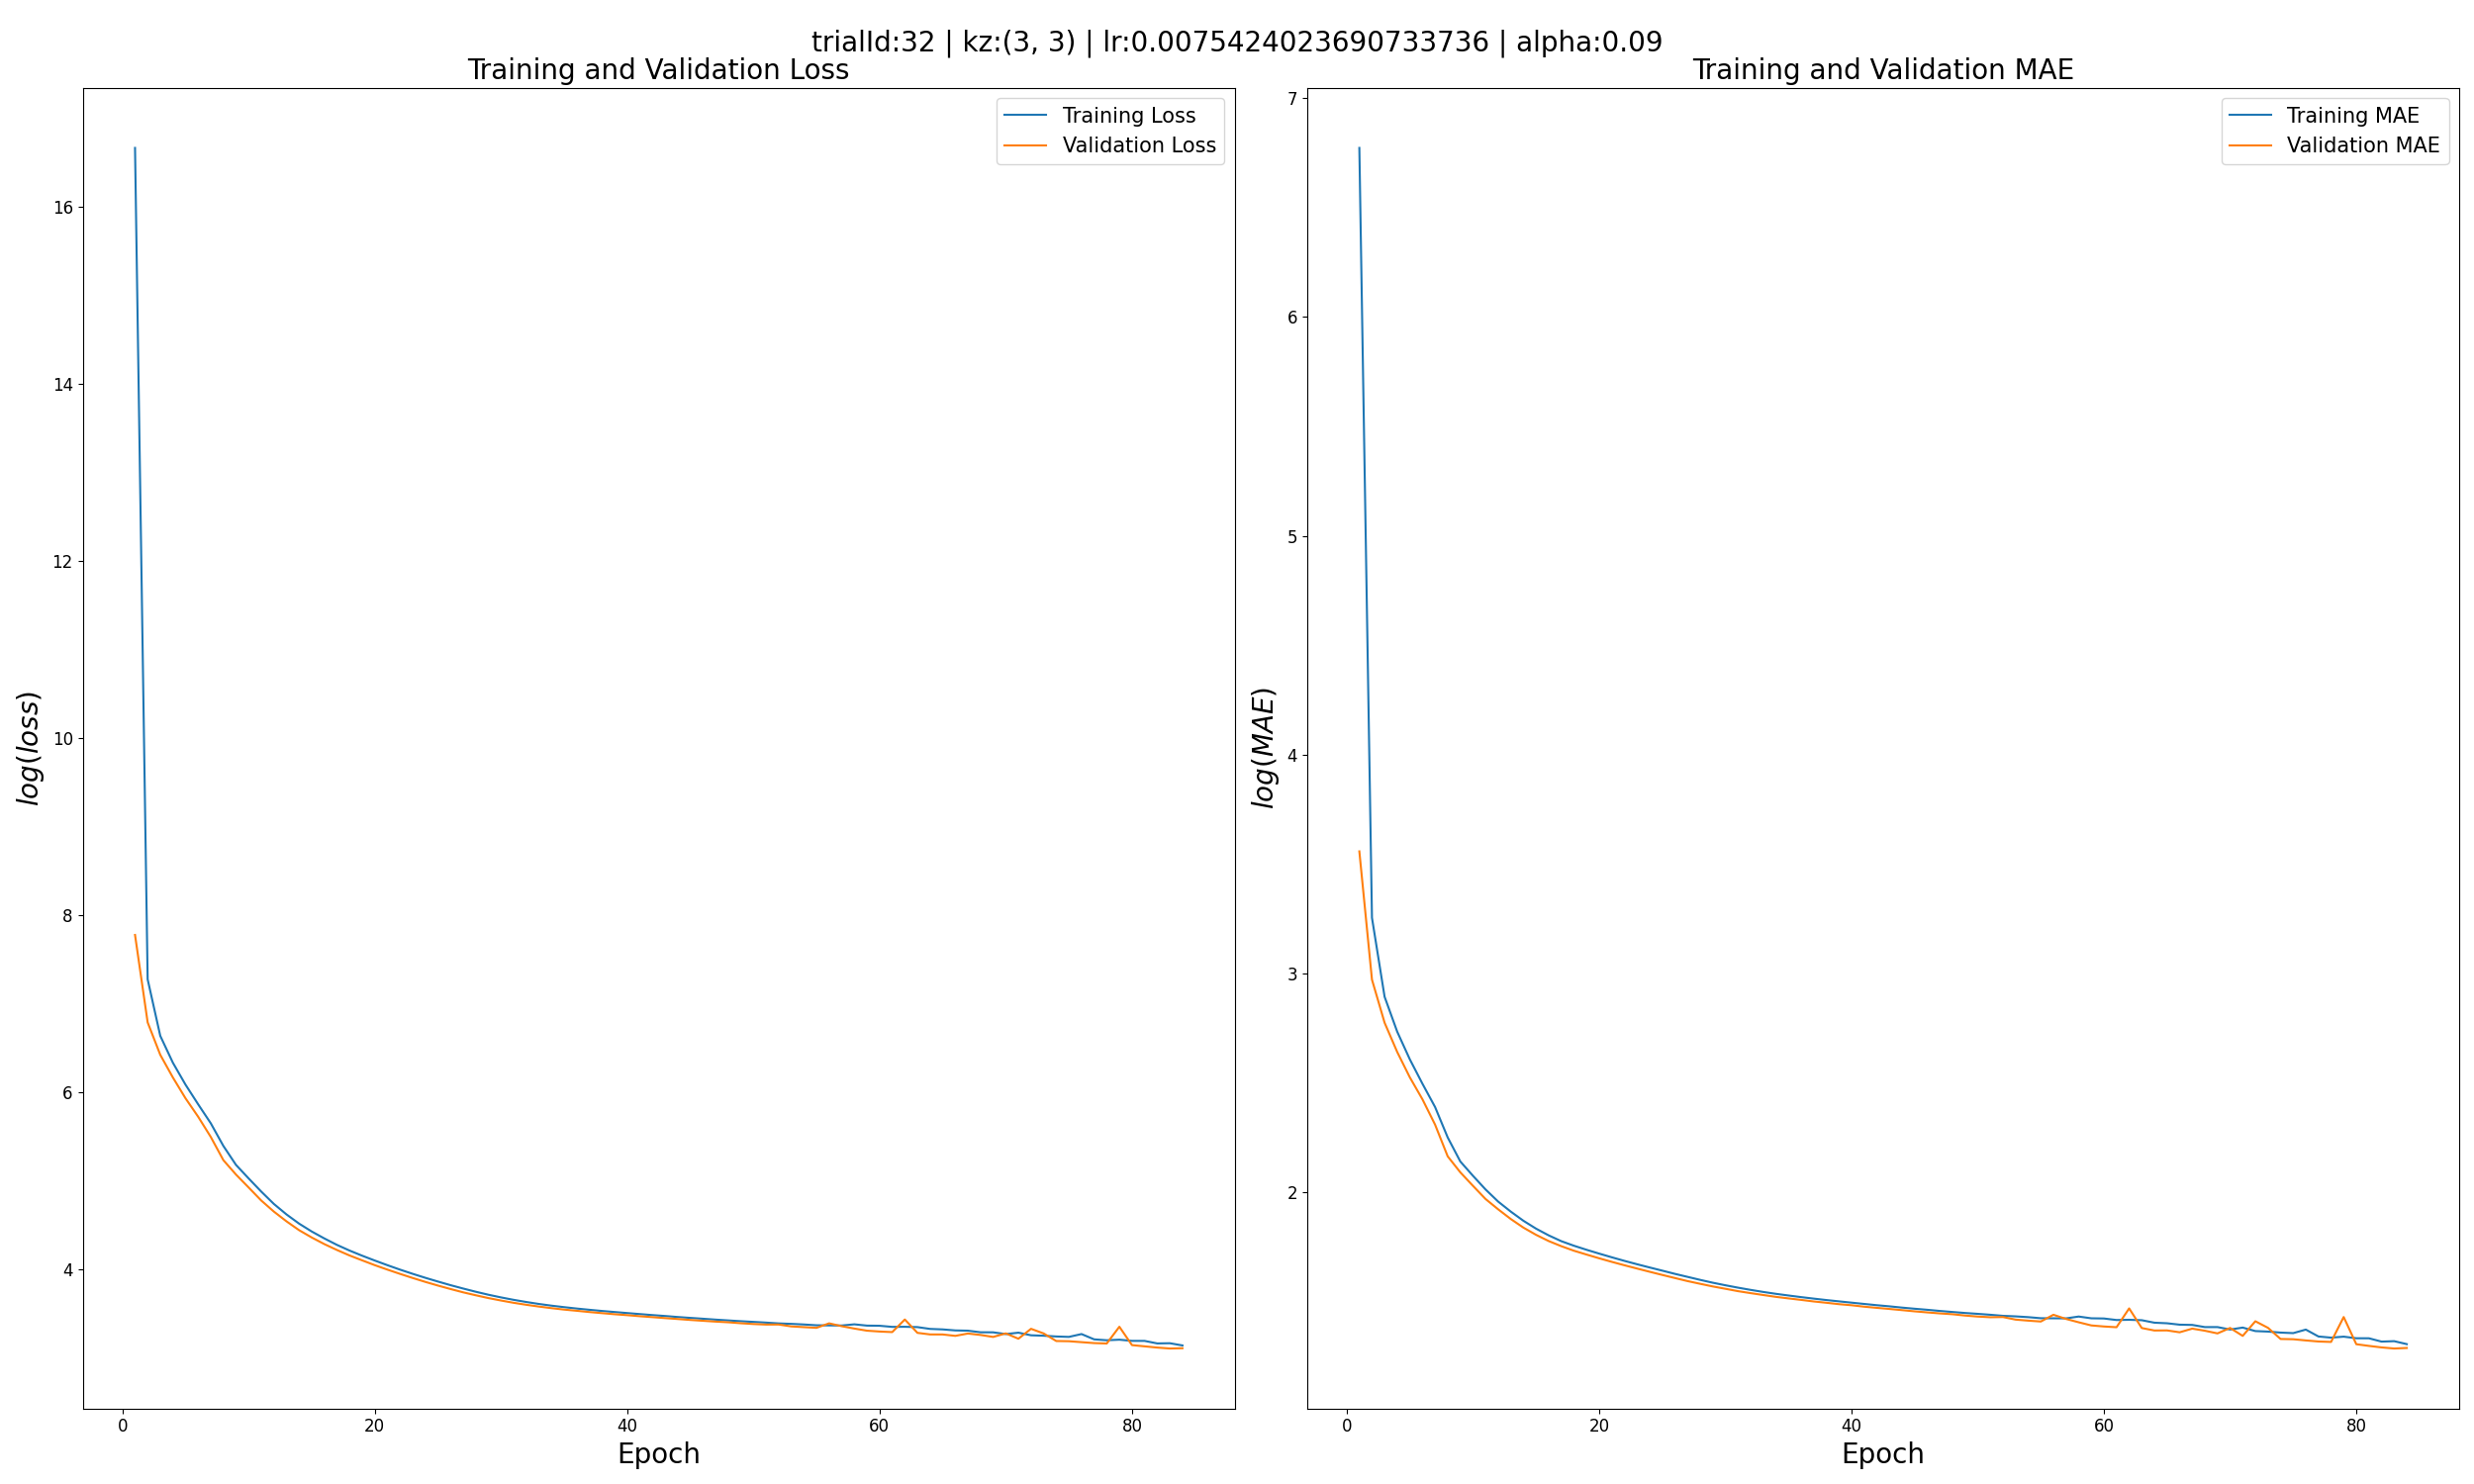 trialId:32 | kz:(3, 3) | lr:0.0075424023690733736 | alpha:0.09
Training and Validation Loss
Training Loss
Validation Loss
16
14
12
10
8
6
4
log(loss)
0 20 40 60 80
Epoch
Training and Validation MAE
Training MAE
Validation MAE
7
6
5
4
3
2
log(MAE)
0 20 40 60 80
Epoch